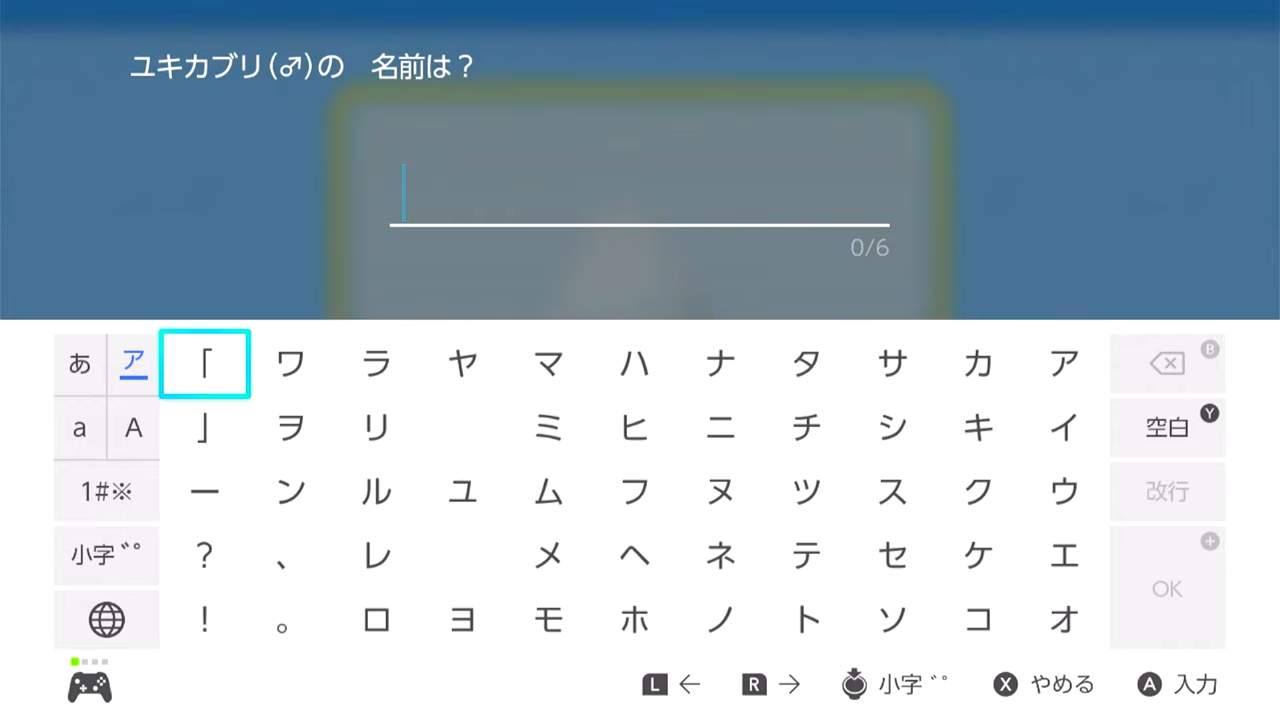 ユキカブリ(♂)の　名前は？
0/6
あ ア 「 ワ ラ ヤ マ ハ ナ タ サ カ ア B
a A 」 ヲ リ ミ ヒ ニ チ シ キ イ 空白 Y
1#※ ー ン ル ユ ム フ ヌ ツ ス ク ウ 改行
小字゛゜ ? 、 レ メ ヘ ネ テ セ ケ エ
! 。 ロ ヨ モ ホ ノ ト ソ コ オ OK
L ← R → 小字゛゜ X やめる A 入力